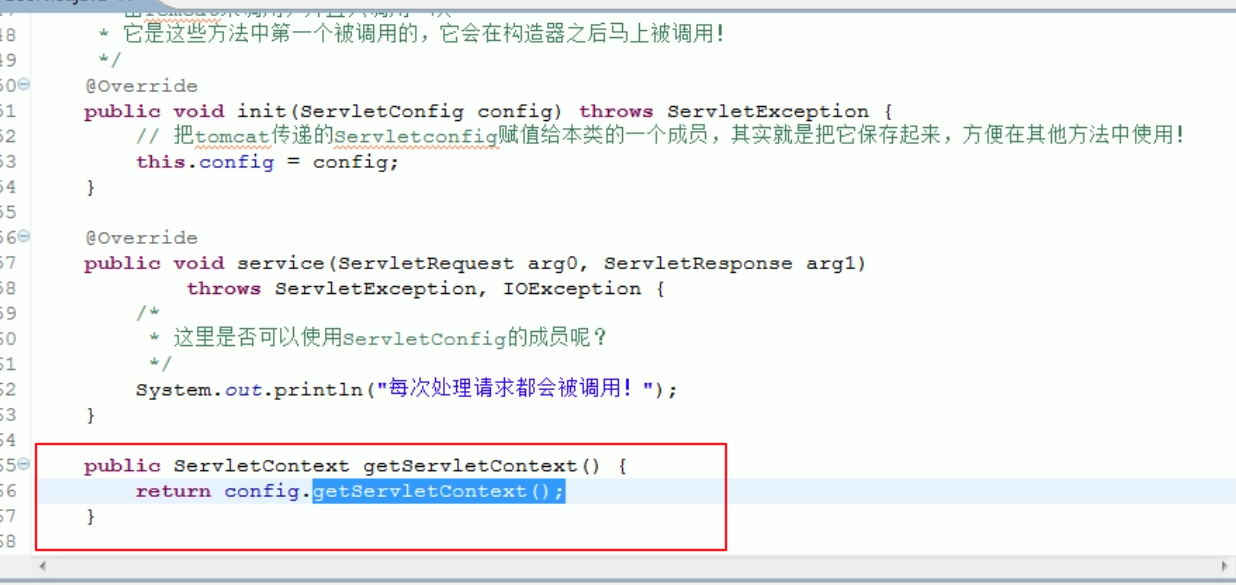 48 * 它是这些方法中第一个被调用的，它会在构造器之后马上被调用！
49 */
50 @Override
51 public void init(ServletConfig config) throws ServletException {
52 // 把tomcat传递的Servletconfig赋值给本类的一个成员，其实就是把它保存起来，方便在其他方法中使用！
53 this.config = config;
54 }
55
56 @Override
57 public void service(ServletRequest arg0, ServletResponse arg1)
58 throws ServletException, IOException {
59 /*
60 * 这里是否可以使用ServletConfig的成员呢？
61 */
62 System.out.println("每次处理请求都会被调用！");
63 }
64
65 public ServletContext getServletContext() {
66 return config.getServletContext();
67 }
68